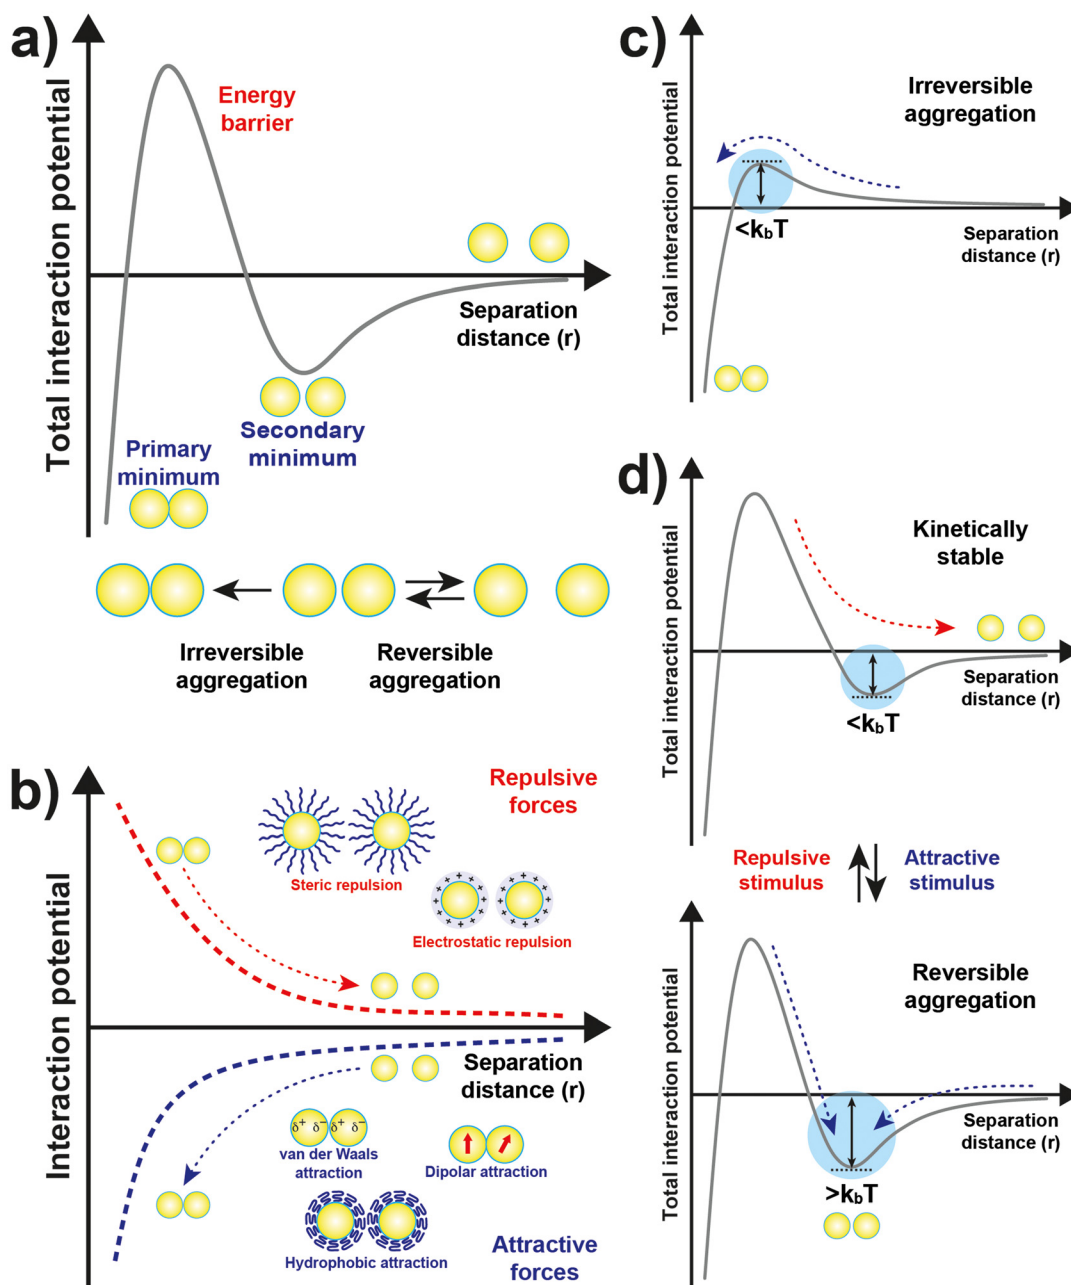 a)
Total interaction potential
Energy
barrier
Separation
distance (r)
Secondary
minimum
Primary
minimum
Irreversible
aggregation
Reversible
aggregation
b)
Interaction potential
Repulsive
forces
Steric repulsion
+ + + + + + + + + + + +
+ + + + + + + + + + + +
Electrostatic repulsion
Separation
distance (r)
δ+ δ- δ+ δ-
van der Waals
attraction
Dipolar attraction
Hydrophobic attraction
Attractive
forces
c)
Total interaction potential
Irreversible
aggregation
<kbT
Separation
distance (r)
d)
Total interaction potential
Kinetically
stable
Separation
distance (r)
<kbT
Repulsive
stimulus
Attractive
stimulus
Total interaction potential
Reversible
aggregation
Separation
distance (r)
>kbT